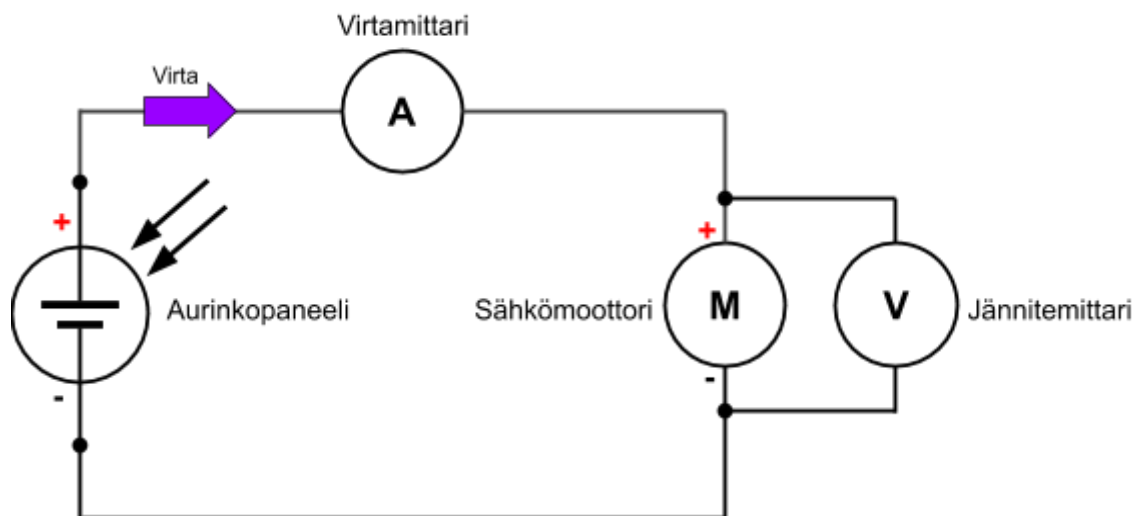 Virtamittari
Virta
A
+
+
Aurinkopaneeli
Sähkömoottori
M
V
Jännitemittari
-
-